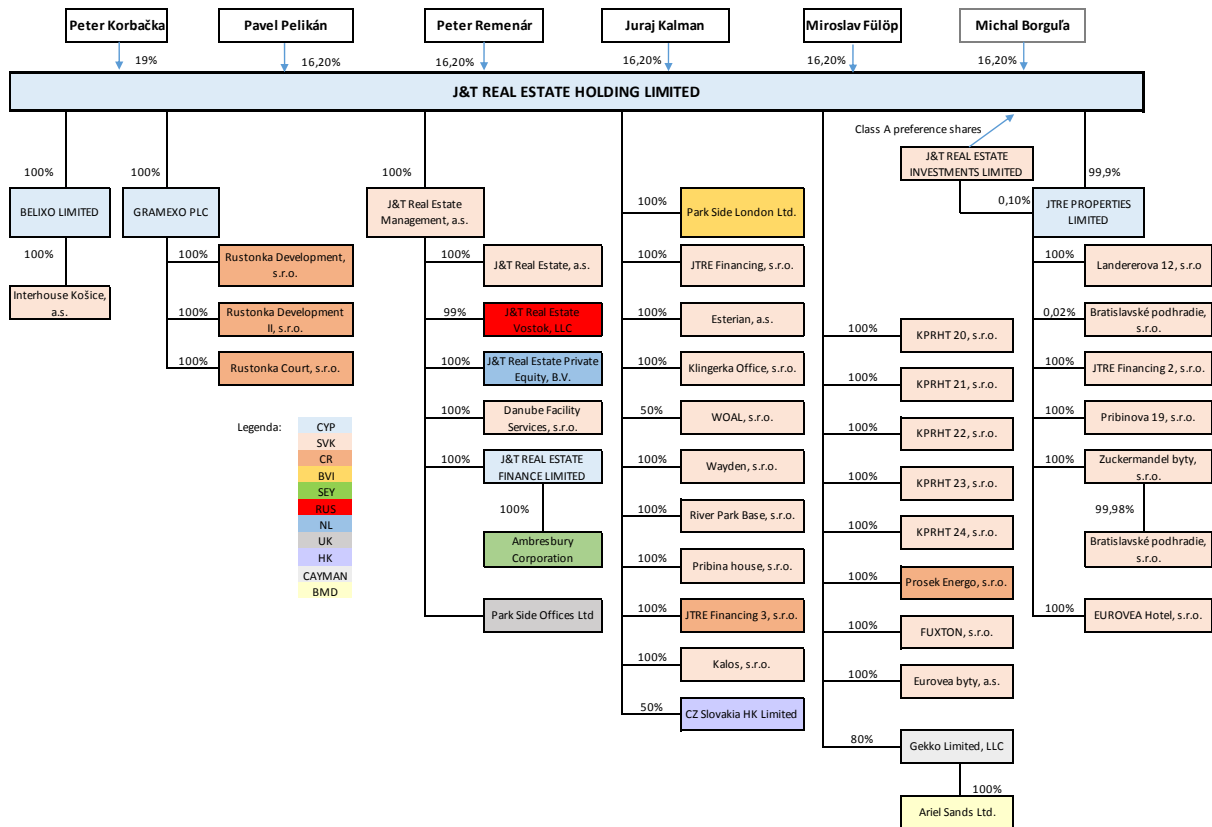 Peter Korbačka
Pavel Pelikán
Peter Remenár
Juraj Kalman
Miroslav Fülöp
Michal Borguľa
19%
16,20%
16,20%
16,20%
16,20%
16,20%
J&T REAL ESTATE HOLDING LIMITED
Class A preference shares
J&T REAL ESTATE
INVESTMENTS LIMITED
100%
100%
100%
99,9%
0,10%
BELIXO LIMITED
GRAMEXO PLC
J&T Real Estate
Management, a.s.
JTRE PROPERTIES
LIMITED
100%
Interhouse Košice,
a.s.
100%
Rustonka Development,
s.r.o.
100%
Rustonka Development
II, s.r.o.
100%
Rustonka Court, s.r.o.
100%
J&T Real Estate, a.s.
99%
J&T Real Estate
Vostok, LLC
100%
J&T Real Estate Private
Equity, B.V.
100%
Danube Facility
Services, s.r.o.
100%
J&T REAL ESTATE
FINANCE LIMITED
100%
Ambresbury
Corporation
Park Side Offices Ltd
100%
Park Side London Ltd.
100%
JTRE Financing, s.r.o.
100%
Esterian, a.s.
100%
Klingerka Office, s.r.o.
50%
WOAL, s.r.o.
100%
Wayden, s.r.o.
100%
River Park Base, s.r.o.
100%
Pribina house, s.r.o.
100%
JTRE Financing 3, s.r.o.
100%
Kalos, s.r.o.
50%
CZ Slovakia HK Limited
100%
KPRHT 20, s.r.o.
100%
KPRHT 21, s.r.o.
100%
KPRHT 22, s.r.o.
100%
KPRHT 23, s.r.o.
100%
KPRHT 24, s.r.o.
100%
Prosek Energo, s.r.o.
100%
FUXTON, s.r.o.
100%
Eurovea byty, a.s.
80%
Gekko Limited, LLC
100%
Ariel Sands Ltd.
100%
Landererova 12, s.r.o
0,02%
Bratislavské podhradie,
s.r.o.
100%
JTRE Financing 2, s.r.o.
100%
Pribinova 19, s.r.o.
100%
Zuckermandel byty,
s.r.o.
99,98%
Bratislavské podhradie,
s.r.o.
100%
EUROVEA Hotel, s.r.o.
Legenda:
CYP
SVK
CR
BVI
SEY
RUS
NL
UK
HK
CAYMAN
BMD